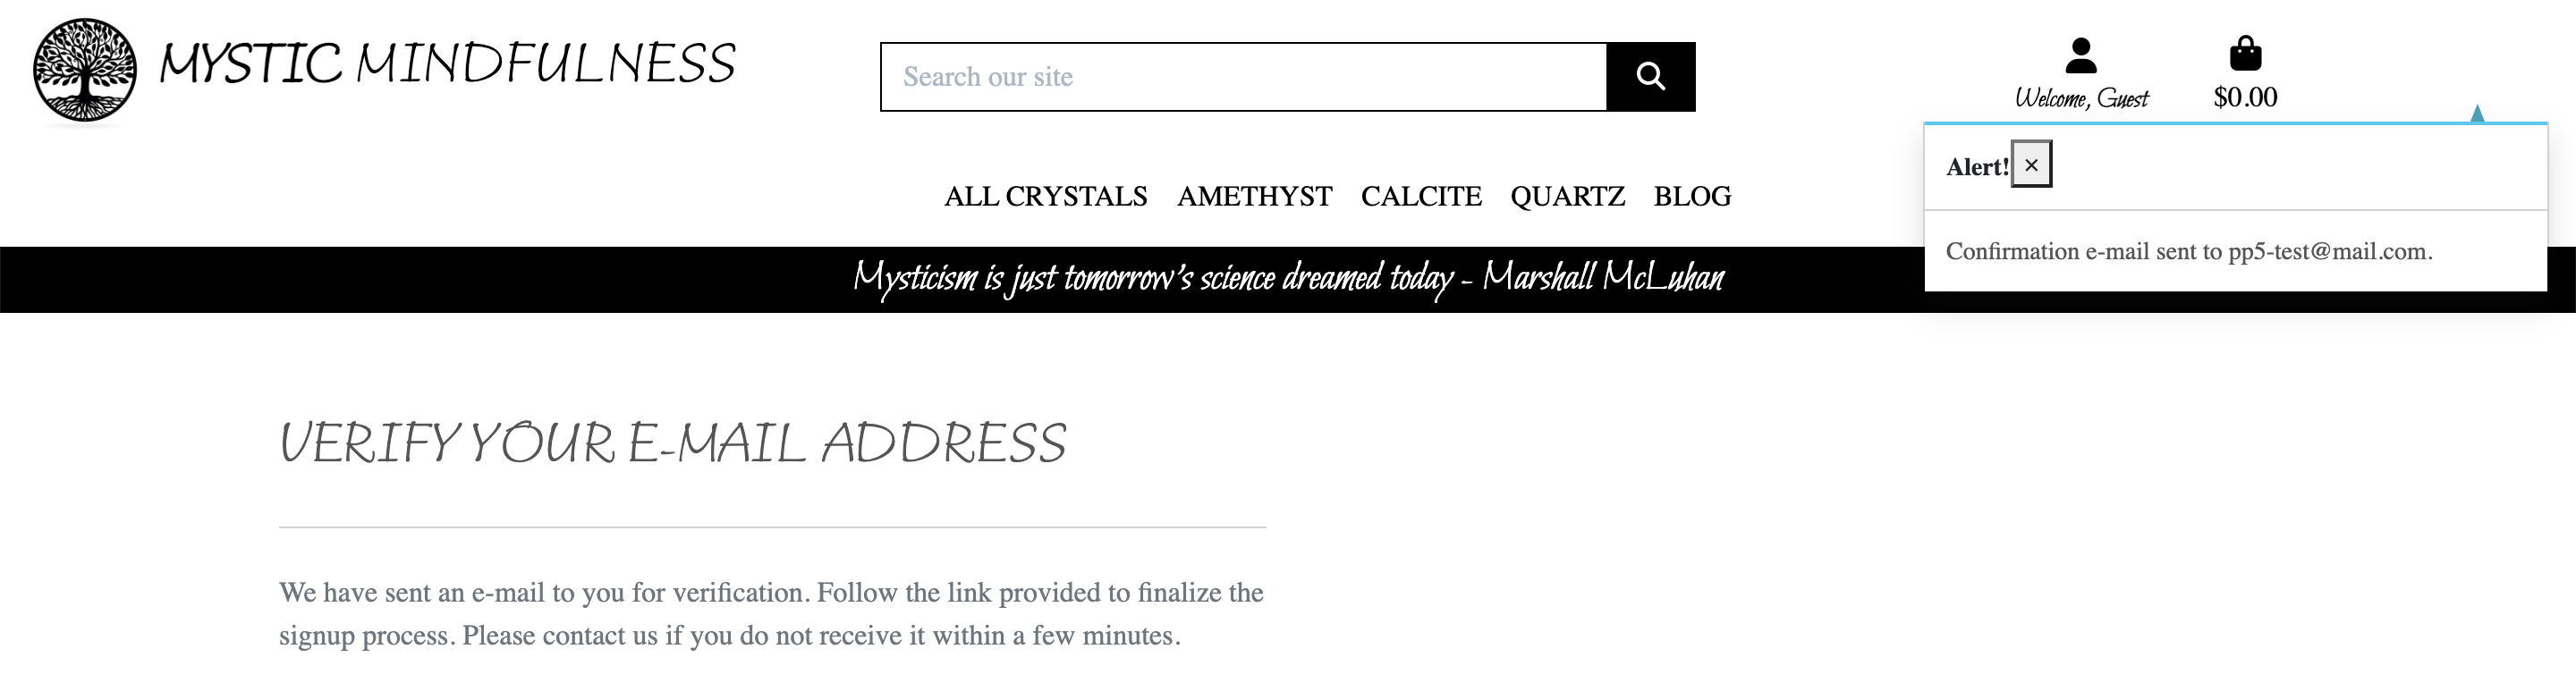 MYSTIC MINDFULNESS
Search our site
Welcome, Guest
$0.00
Alert! ×
Confirmation e-mail sent to pp5-test@mail.com.
ALL CRYSTALS AMETHYST CALCITE QUARTZ BLOG
Mysticism is just tomorrow's science dreamed today - Marshall McLuhan
VERIFY YOUR E-MAIL ADDRESS
We have sent an e-mail to you for verification. Follow the link provided to finalize the
signup process. Please contact us if you do not receive it within a few minutes.